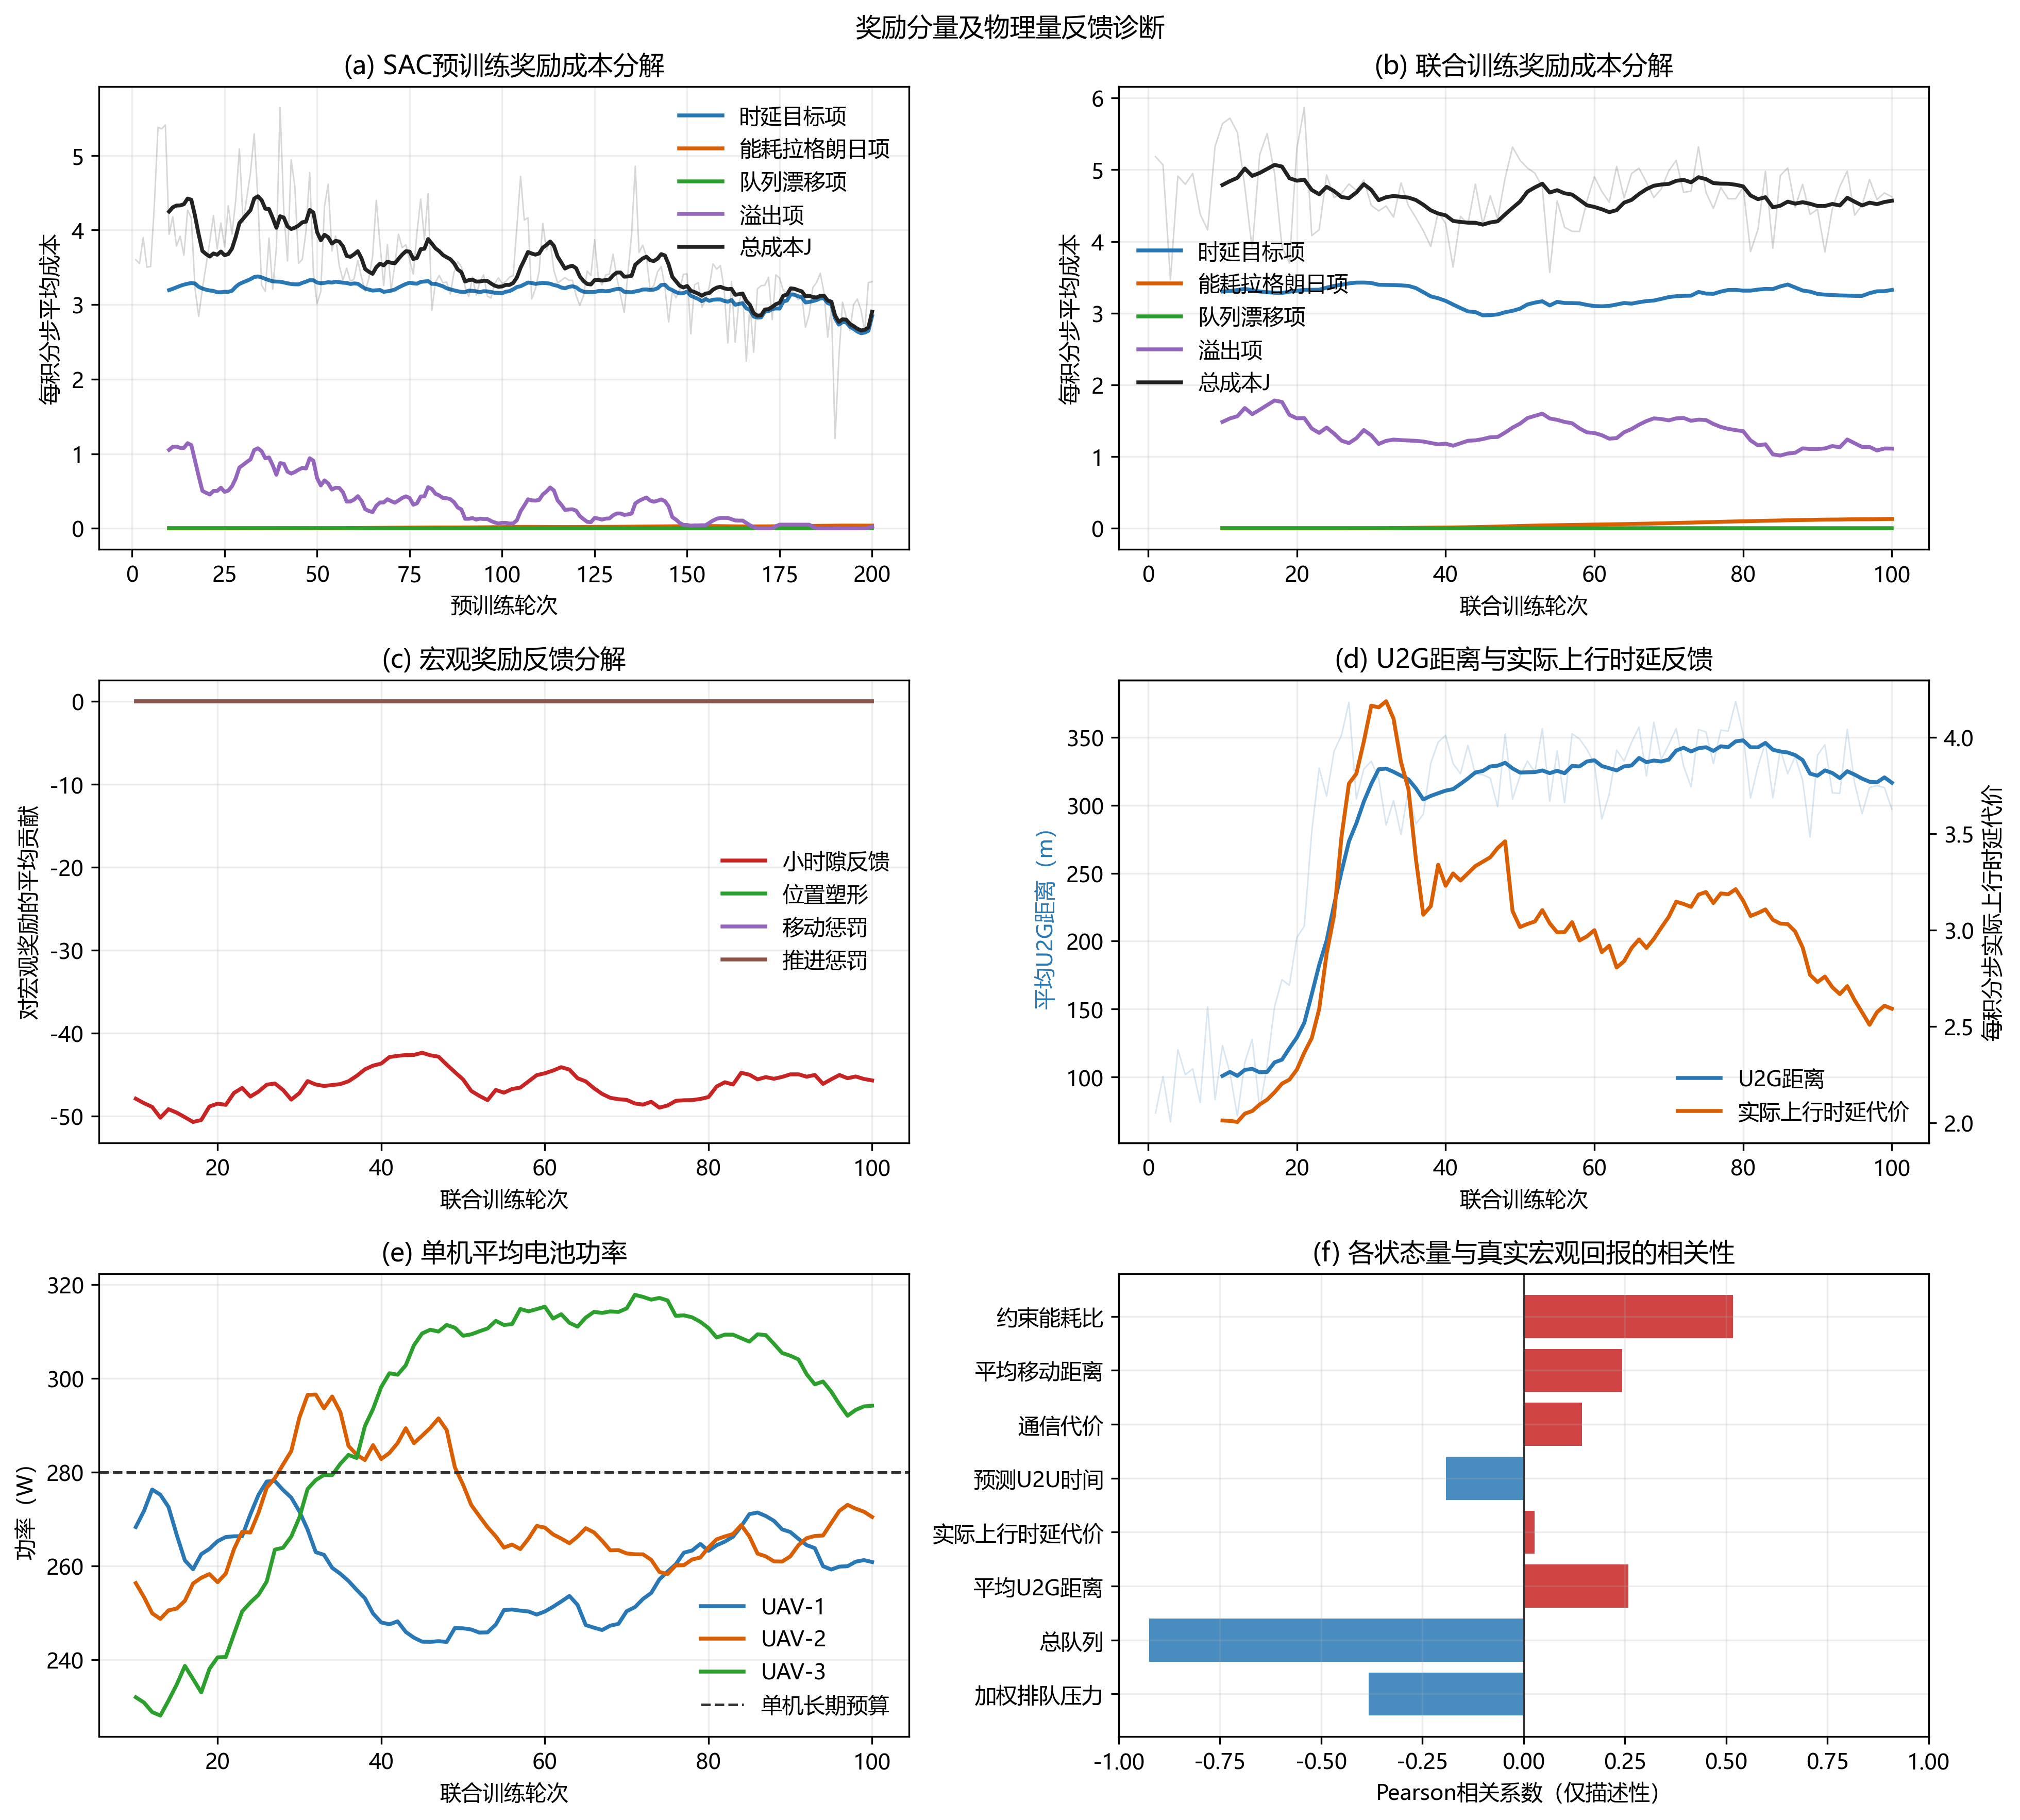 奖励分量及物理量反馈诊断
(a) SAC预训练奖励成本分解
每积分步平均成本
5
4
3
2
1
0
时延目标项
能耗拉格朗日项
队列漂移项
溢出项
总成本J
0 25 50 75 100 125 150 175 200
预训练轮次
(b) 联合训练奖励成本分解
每积分步平均成本
6
5
4
3
2
1
0
时延目标项
能耗拉格朗日项
队列漂移项
溢出项
总成本J
0 20 40 60 80 100
联合训练轮次
(c) 宏观奖励反馈分解
对宏观奖励的平均贡献
0
-10
-20
-30
-40
-50
小时隙反馈
位置塑形
移动惩罚
推进惩罚
20 40 60 80 100
联合训练轮次
(d) U2G距离与实际上行时延反馈
平均U2G距离（m）
350
300
250
200
150
100
4.0
3.5
3.0
2.5
2.0
每积分步实际上行时延代价
U2G距离
实际上行时延代价
0 20 40 60 80 100
联合训练轮次
(e) 单机平均电池功率
功率（W）
320
300
280
260
240
UAV-1
UAV-2
UAV-3
单机长期预算
20 40 60 80 100
联合训练轮次
(f) 各状态量与真实宏观回报的相关性
约束能耗比
平均移动距离
通信代价
预测U2U时间
实际上行时延代价
平均U2G距离
总队列
加权排队压力
-1.00 -0.75 -0.50 -0.25 0.00 0.25 0.50 0.75 1.00
Pearson相关系数（仅描述性）